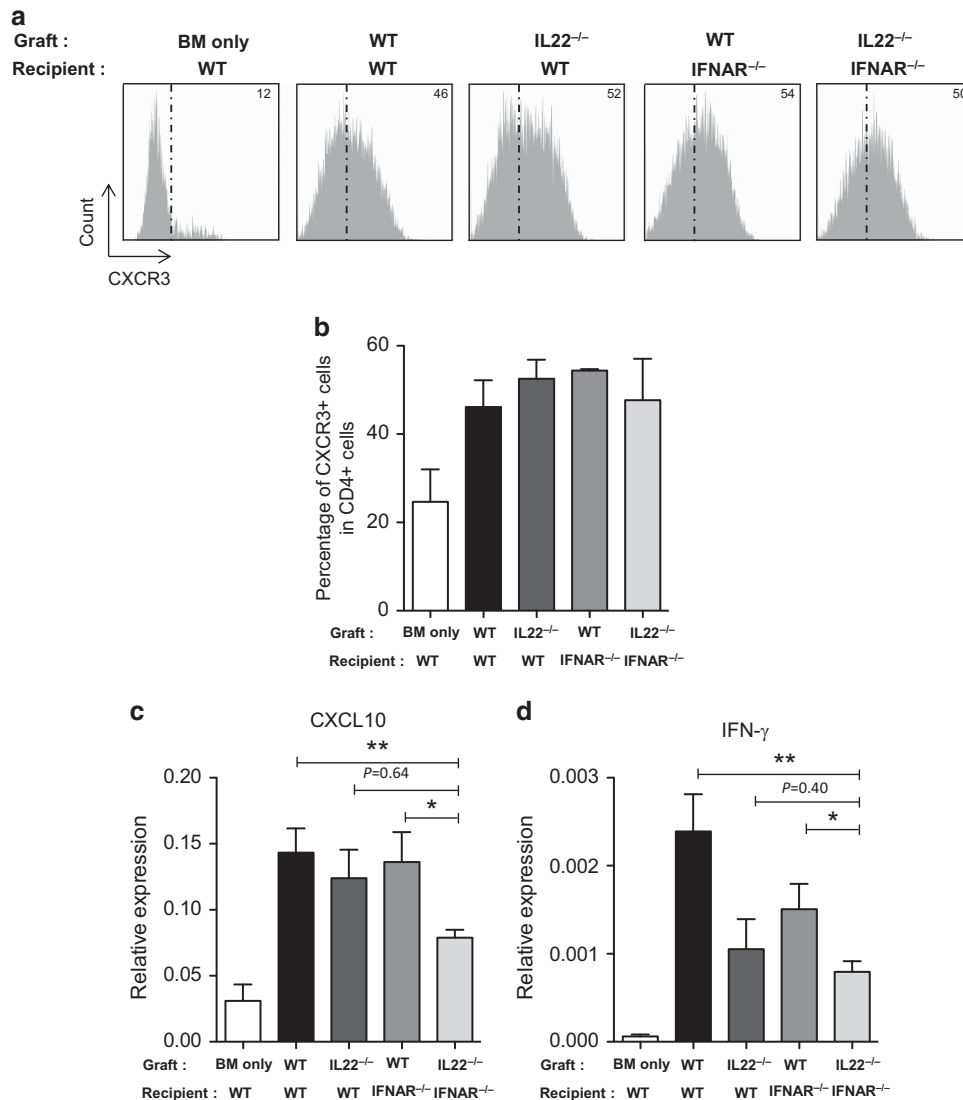 a
Graft : BM only WT IL22–/– WT IL22–/–
Recipient : WT WT WT IFNAR–/– IFNAR–/–
12 46 52 54 50
Count
CXCR3
b
Percentage of CXCR3+ cells
in CD4+ cells
60
40
20
0
Graft : BM only WT IL22–/– WT IL22–/–
Recipient : WT WT WT IFNAR–/– IFNAR–/–
c
CXCL10
**
P=0.64
*
Relative expression
0.20
0.15
0.10
0.05
0.00
Graft : BM only WT IL22–/– WT IL22–/–
Recipient : WT WT WT IFNAR–/– IFNAR–/–
d
IFN-γ
**
P=0.40
*
Relative expression
0.003
0.002
0.001
0.000
Graft : BM only WT IL22–/– WT IL22–/–
Recipient : WT WT WT IFNAR–/– IFNAR–/–